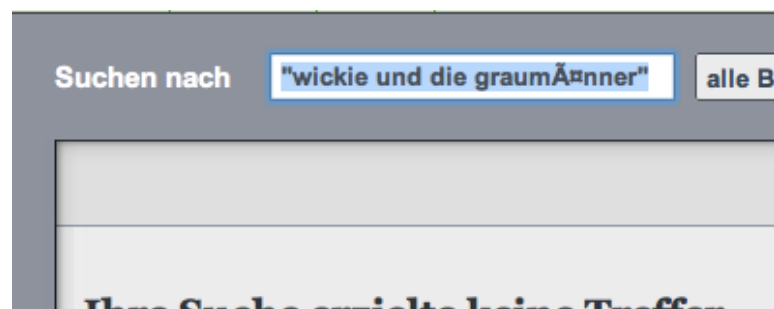 Suchen nach "wickie und die graumÃ¤nner" alle B
Ihre Suche erzielte keine Treffer